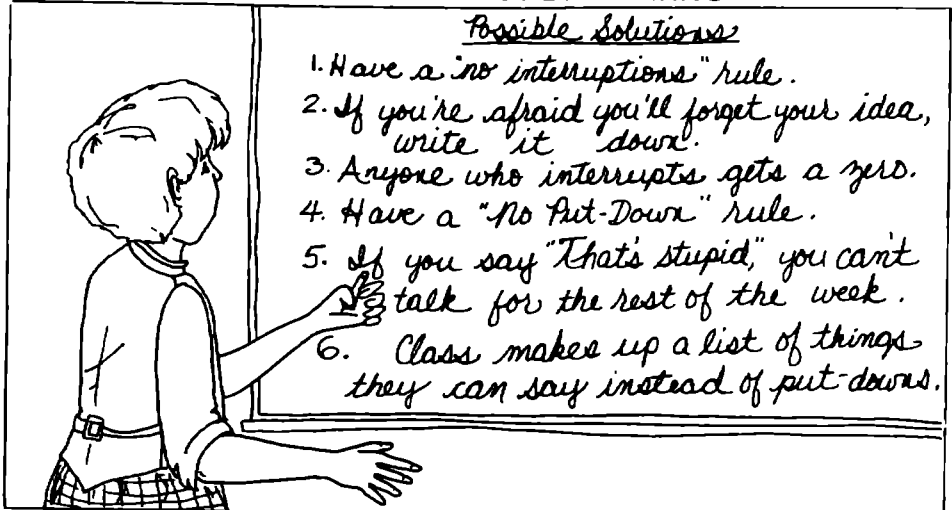 Possible Solutions
1. Have a "no interruptions" rule.
2. If you're afraid you'll forget your idea,
write it down.
3. Anyone who interrupts gets a zero.
4. Have a "No Put-Down" rule.
5. If you say "That's stupid," you can't
talk for the rest of the week.
6. Class makes up a list of things
they can say instead of put-downs.